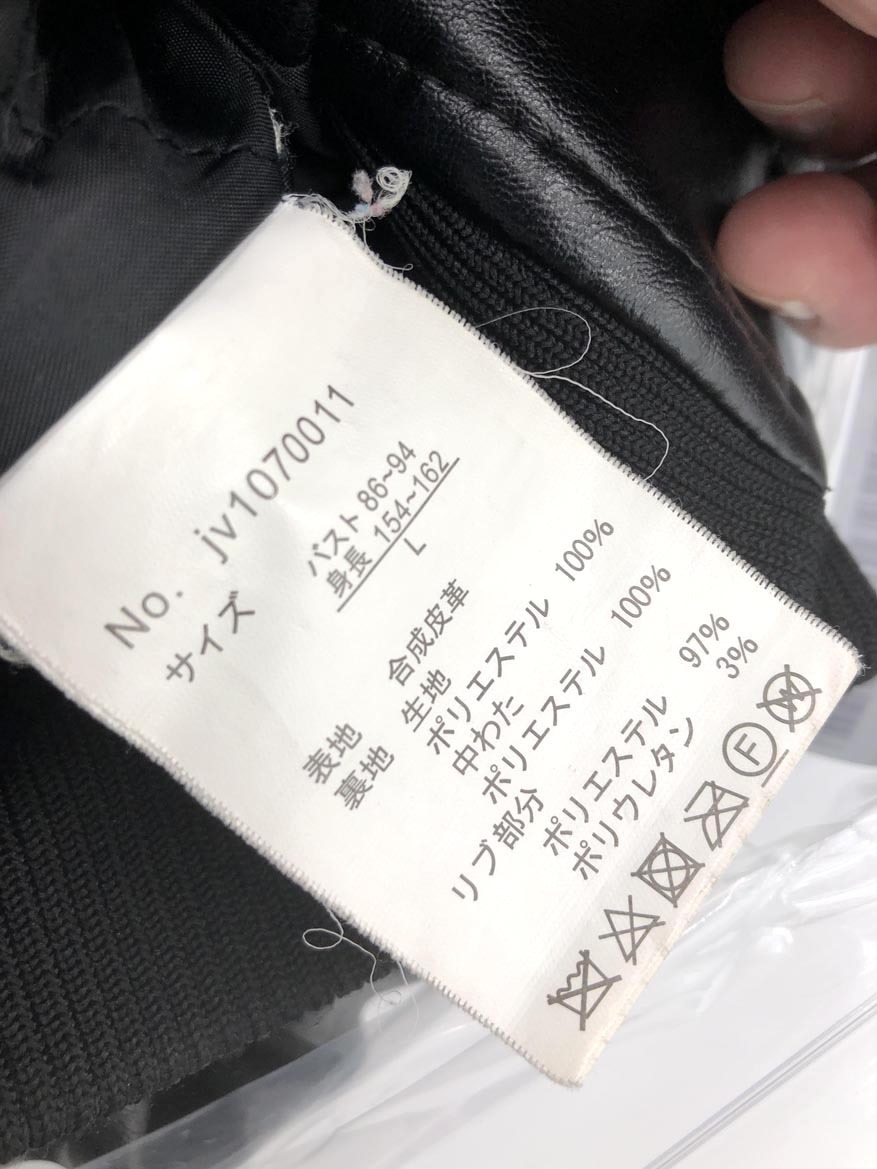 No. jv1070011
サイズ バスト 86~94
身長 154~162
L
表地 合成皮革
裏地 生地
ポリエステル 100%
中わた
ポリエステル 100%
リブ部分
ポリエステル 97%
ポリウレタン 3%
F W